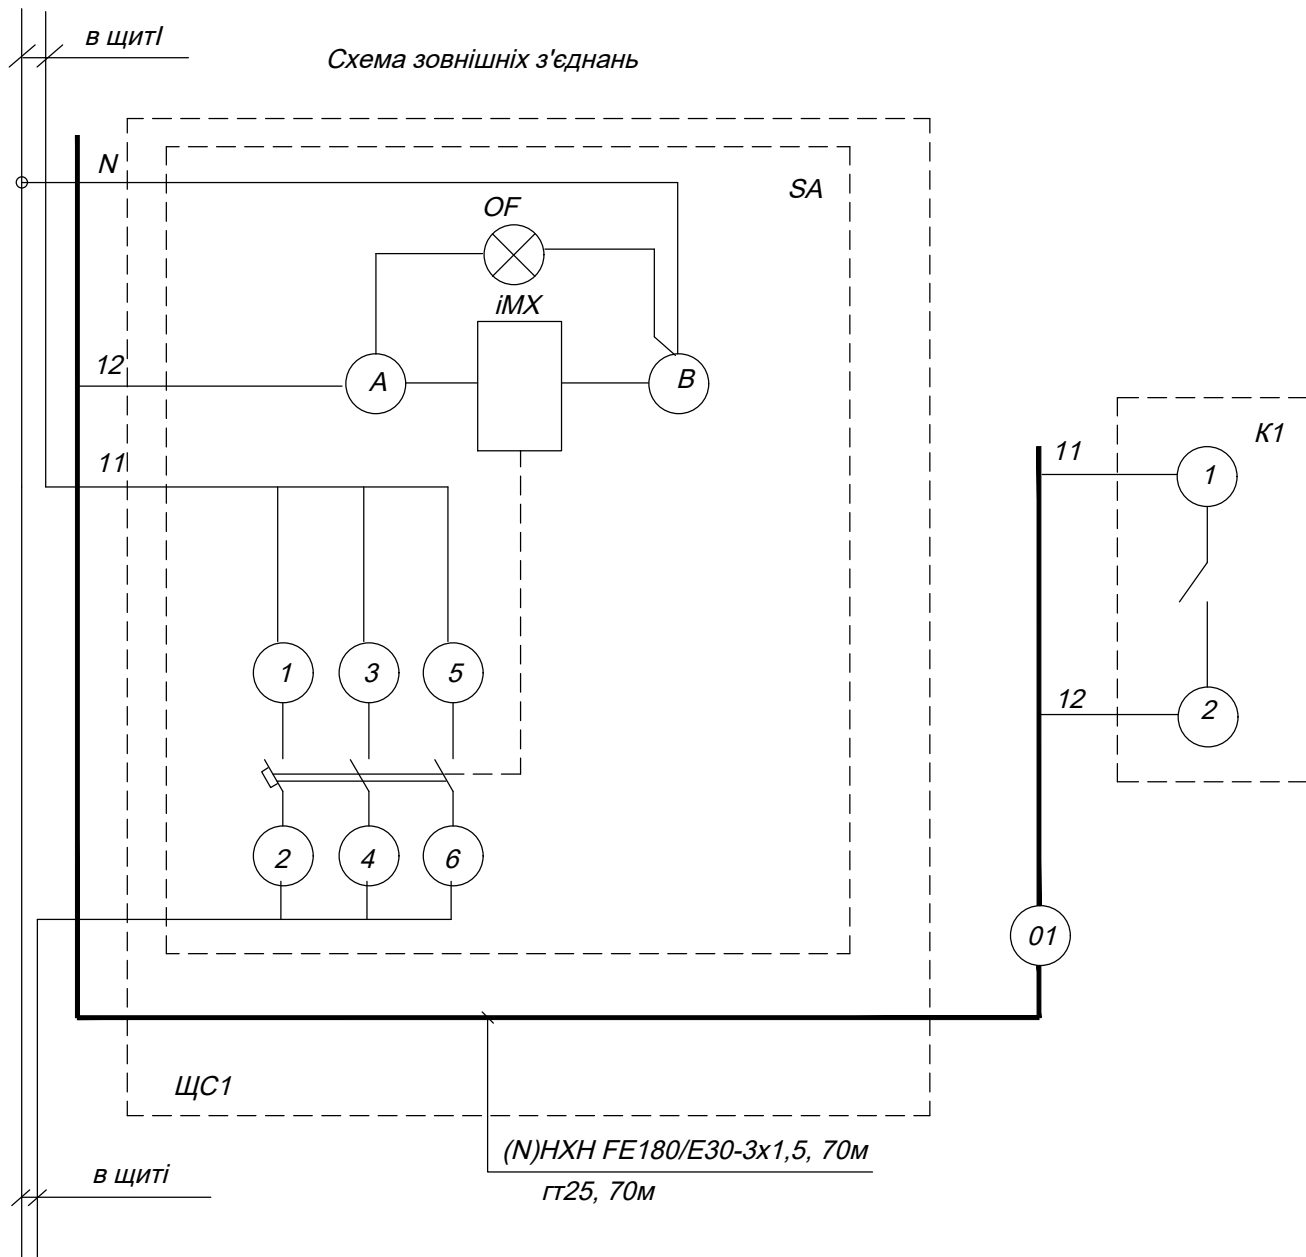 в щитІ
Схема зовнішніх з'єднань
N
SA
OF
iMX
12
A
B
11
K1
11
1
1
3
5
12
2
2
4
6
01
ЩС1
(N)HXH FE180/E30-3x1,5, 70м
в щиті
гт25, 70м